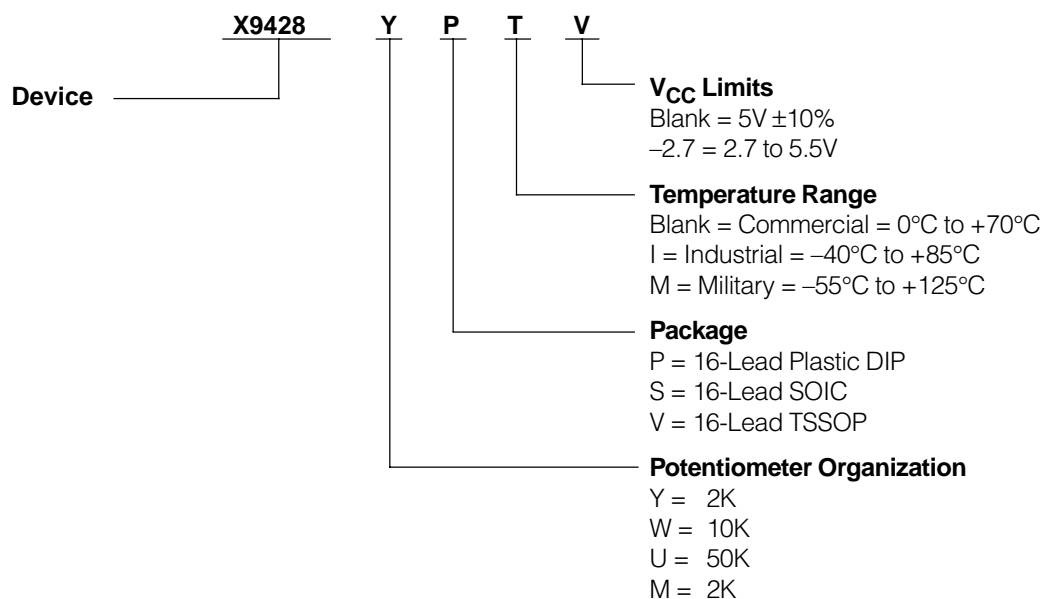 X9428 Y P T V
Device
VCC Limits
Blank = 5V ±10%
–2.7 = 2.7 to 5.5V
Temperature Range
Blank = Commercial = 0°C to +70°C
I = Industrial = –40°C to +85°C
M = Military = –55°C to +125°C
Package
P = 16-Lead Plastic DIP
S = 16-Lead SOIC
V = 16-Lead TSSOP
Potentiometer Organization
Y = 2K
W = 10K
U = 50K
M = 2K